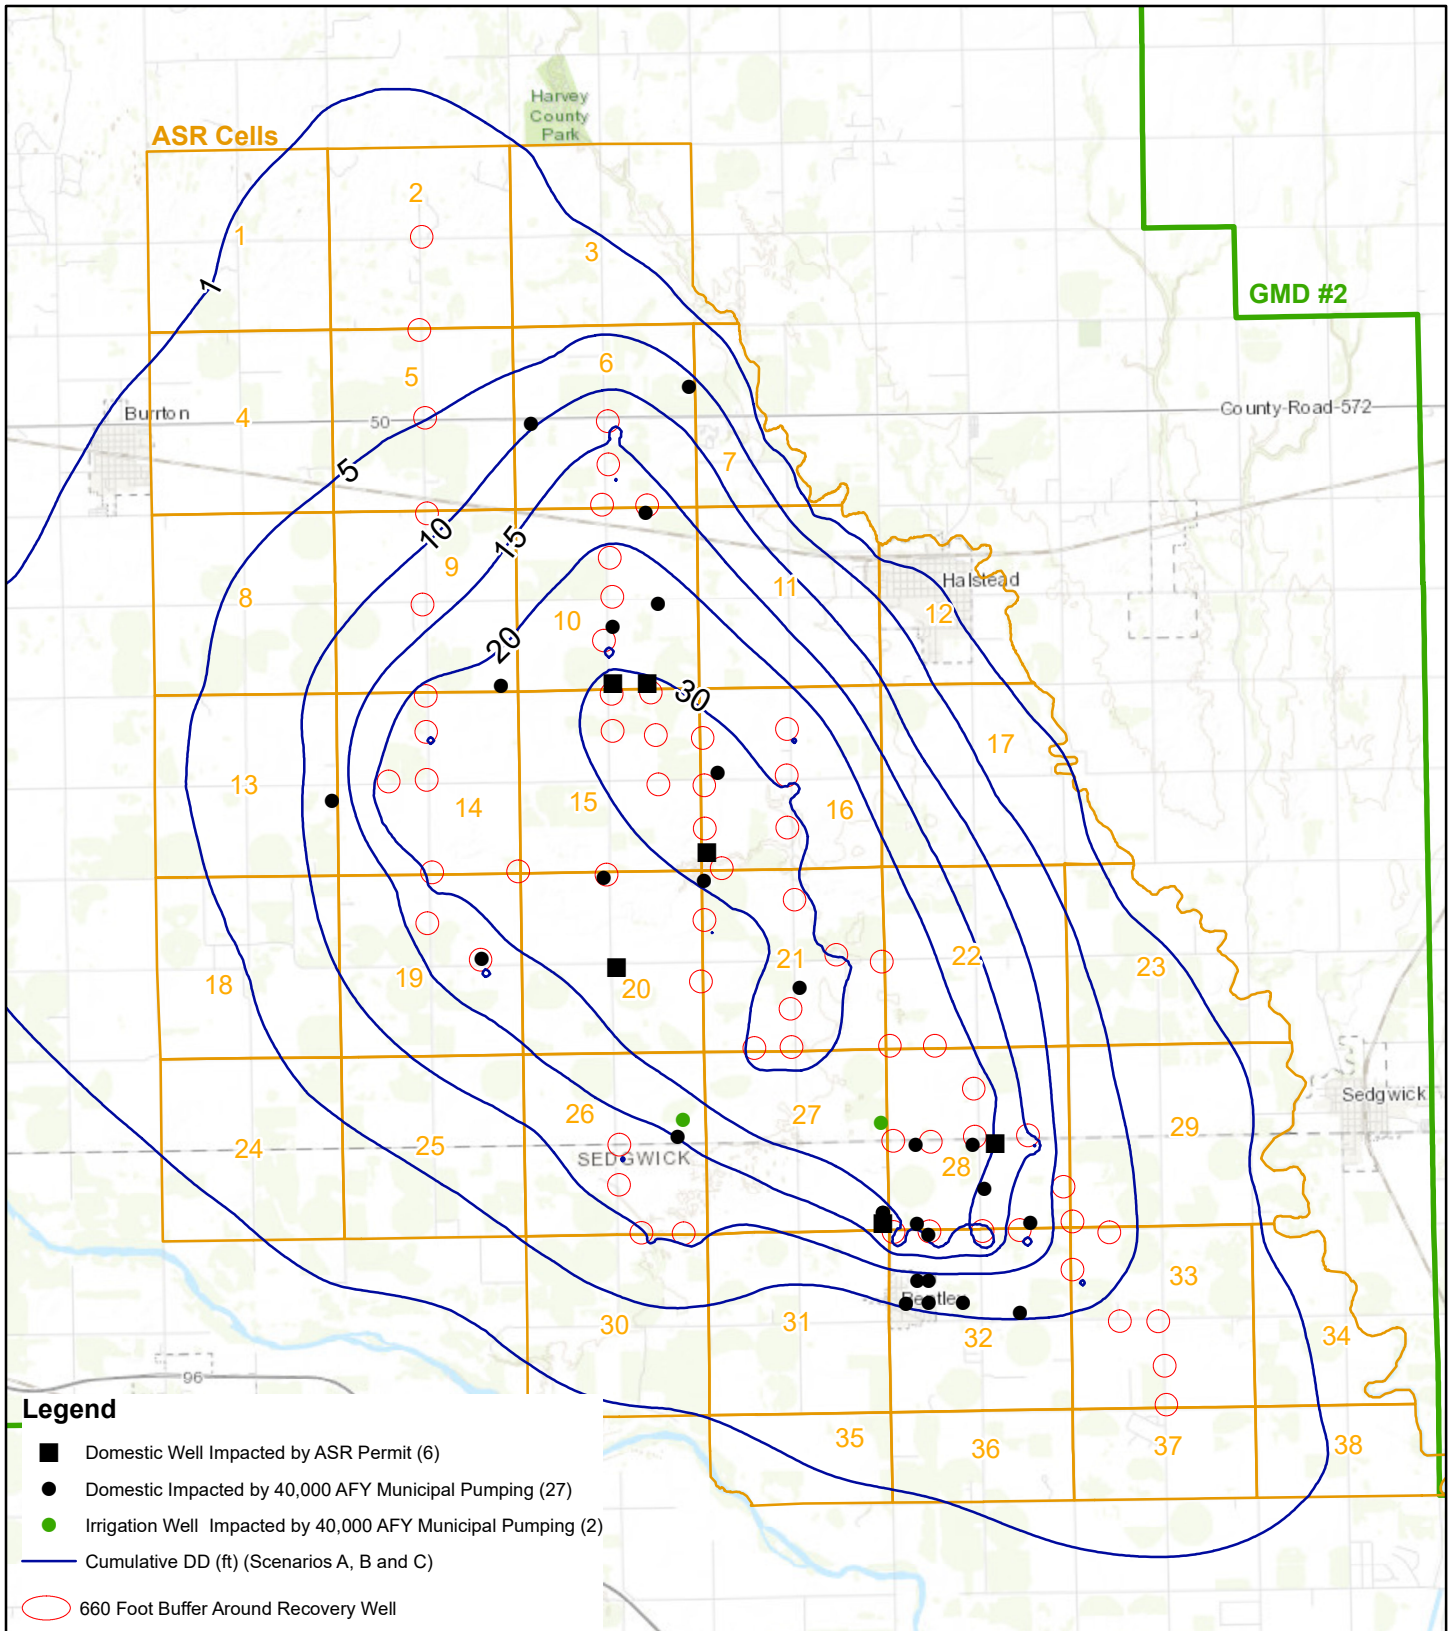 Harvey
County
Park
ASR Cells
2
1
3
1
GMD #2
6
5
Burrton
4
50
County-Road-572
7
5
10
15
9
11
Halstead
8
12
10
20
30
17
13
14
15
16
22
21
23
19
18
20
Sedgwick
26
27
29
24
25
SEDGWICK
28
33
Bentley
30
31
32
34
96
35
36
37
38
Legend
Domestic Well Impacted by ASR Permit (6)
Domestic Impacted by 40,000 AFY Municipal Pumping (27)
Irrigation Well Impacted by 40,000 AFY Municipal Pumping (2)
Cumulative DD (ft) (Scenarios A, B and C)
660 Foot Buffer Around Recovery Well